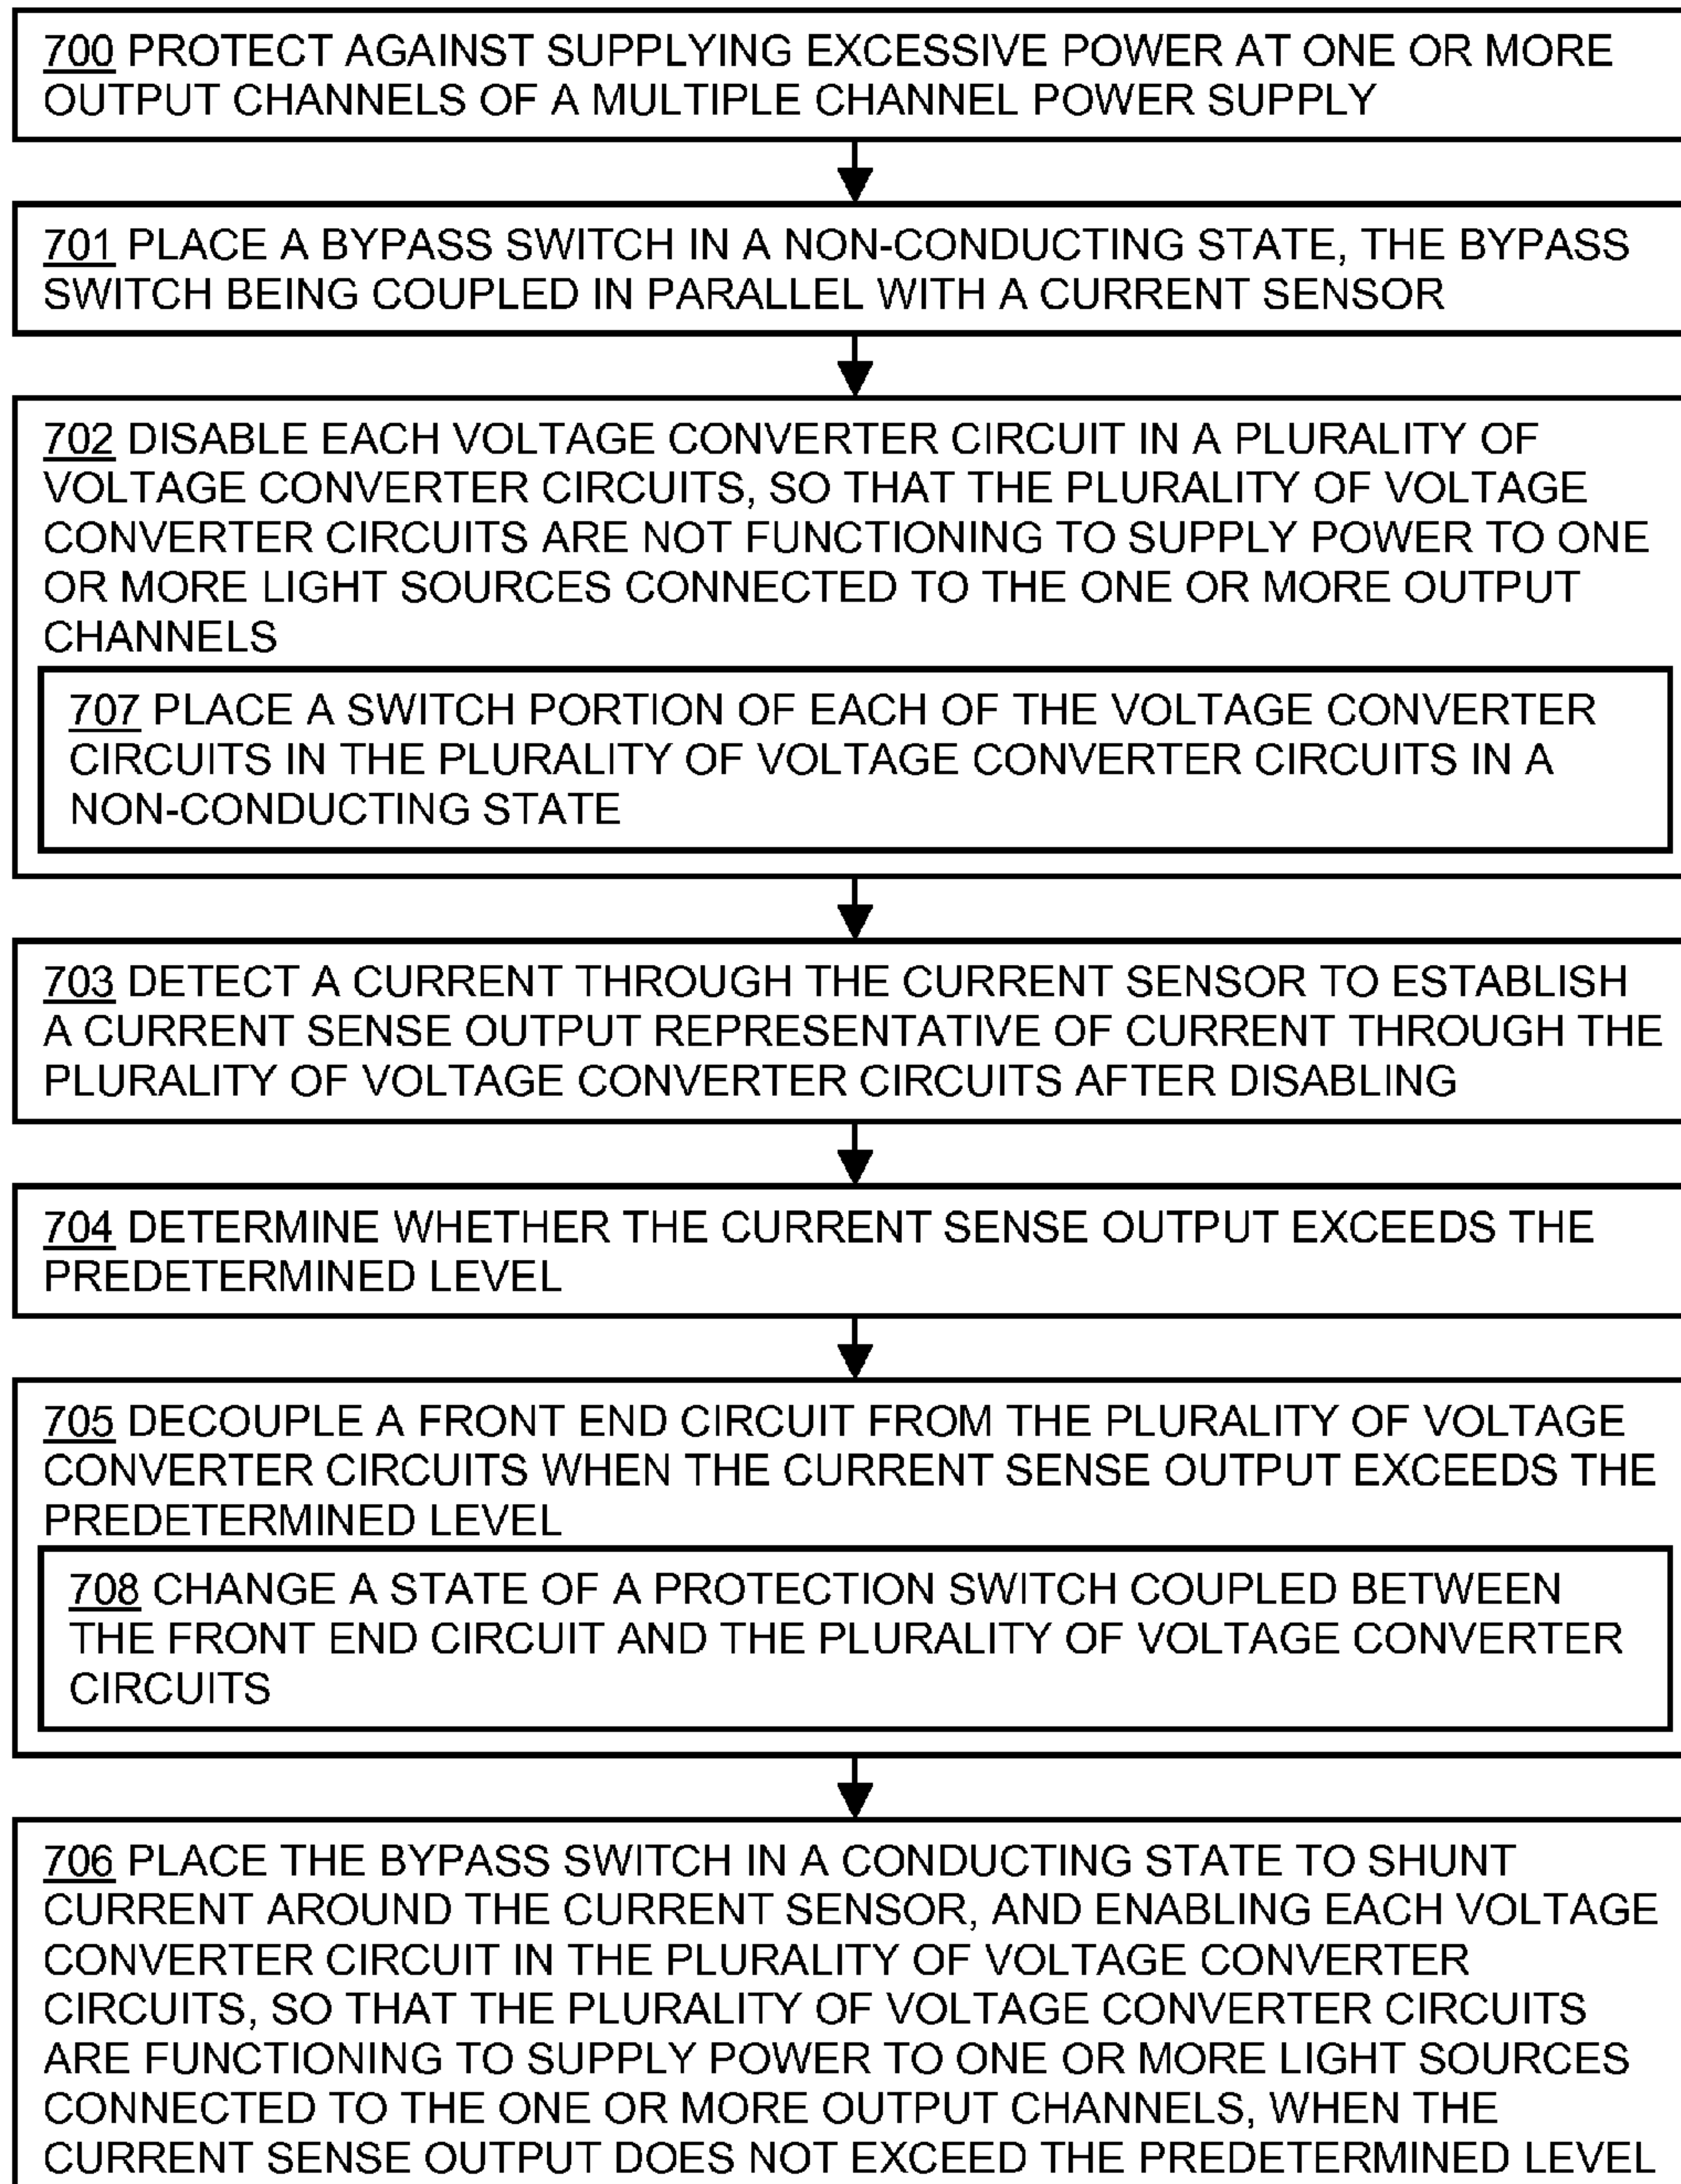 700 PROTECT AGAINST SUPPLYING EXCESSIVE POWER AT ONE OR MORE
OUTPUT CHANNELS OF A MULTIPLE CHANNEL POWER SUPPLY
701 PLACE A BYPASS SWITCH IN A NON-CONDUCTING STATE, THE BYPASS
SWITCH BEING COUPLED IN PARALLEL WITH A CURRENT SENSOR
702 DISABLE EACH VOLTAGE CONVERTER CIRCUIT IN A PLURALITY OF
VOLTAGE CONVERTER CIRCUITS, SO THAT THE PLURALITY OF VOLTAGE
CONVERTER CIRCUITS ARE NOT FUNCTIONING TO SUPPLY POWER TO ONE
OR MORE LIGHT SOURCES CONNECTED TO THE ONE OR MORE OUTPUT
CHANNELS
707 PLACE A SWITCH PORTION OF EACH OF THE VOLTAGE CONVERTER
CIRCUITS IN THE PLURALITY OF VOLTAGE CONVERTER CIRCUITS IN A
NON-CONDUCTING STATE
703 DETECT A CURRENT THROUGH THE CURRENT SENSOR TO ESTABLISH
A CURRENT SENSE OUTPUT REPRESENTATIVE OF CURRENT THROUGH THE
PLURALITY OF VOLTAGE CONVERTER CIRCUITS AFTER DISABLING
704 DETERMINE WHETHER THE CURRENT SENSE OUTPUT EXCEEDS THE
PREDETERMINED LEVEL
705 DECOUPLE A FRONT END CIRCUIT FROM THE PLURALITY OF VOLTAGE
CONVERTER CIRCUITS WHEN THE CURRENT SENSE OUTPUT EXCEEDS THE
PREDETERMINED LEVEL
708 CHANGE A STATE OF A PROTECTION SWITCH COUPLED BETWEEN
THE FRONT END CIRCUIT AND THE PLURALITY OF VOLTAGE CONVERTER
CIRCUITS
706 PLACE THE BYPASS SWITCH IN A CONDUCTING STATE TO SHUNT
CURRENT AROUND THE CURRENT SENSOR, AND ENABLING EACH VOLTAGE
CONVERTER CIRCUIT IN THE PLURALITY OF VOLTAGE CONVERTER
CIRCUITS, SO THAT THE PLURALITY OF VOLTAGE CONVERTER CIRCUITS
ARE FUNCTIONING TO SUPPLY POWER TO ONE OR MORE LIGHT SOURCES
CONNECTED TO THE ONE OR MORE OUTPUT CHANNELS, WHEN THE
CURRENT SENSE OUTPUT DOES NOT EXCEED THE PREDETERMINED LEVEL